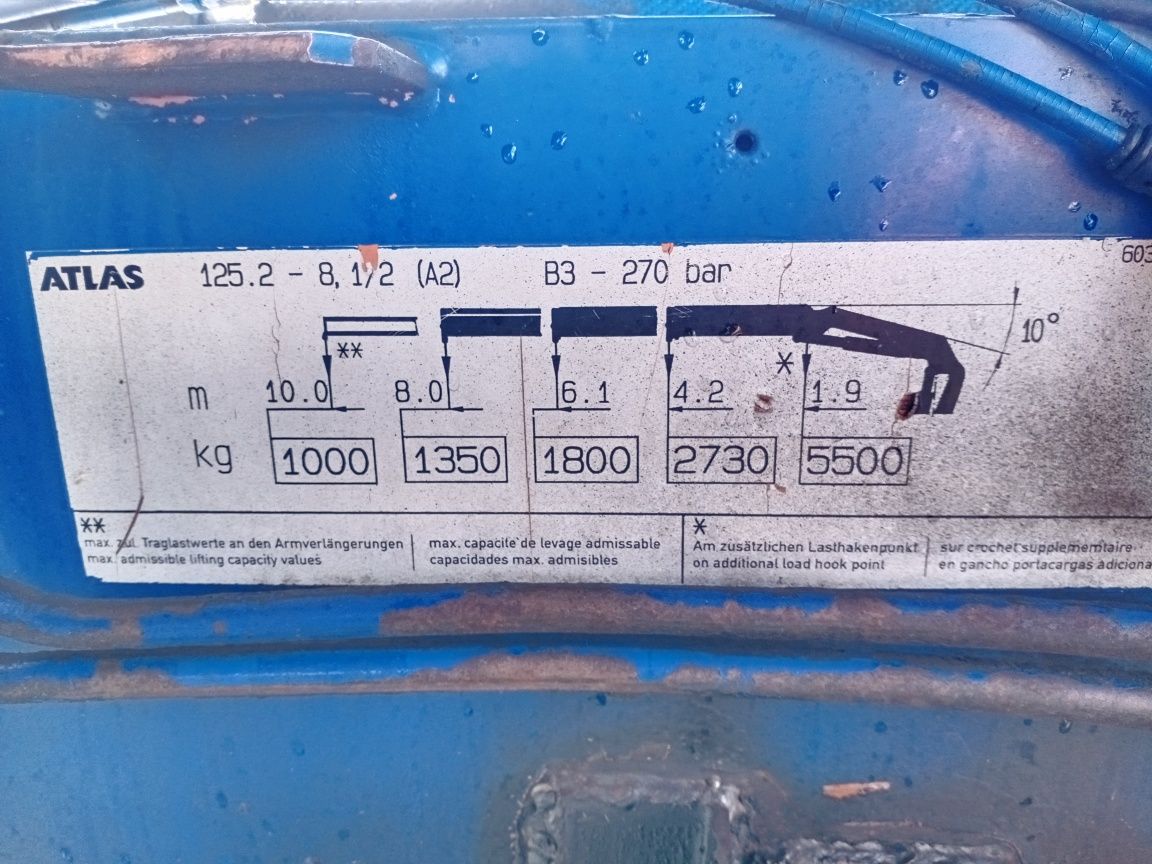 603
ATLAS 125.2 - 8,1/2 (A2) B3 - 270 bar
10°
** *
m 10.0 8.0 6.1 4.2 1.9
kg 1000 1350 1800 2730 5500
**
max. zul. Traglastwerte an den Armverlängerungen
max. admissible lifting capacity values
max. capacite de levage admissable
capacidades max. admisibles
*
Am zusätzlichen Lasthakenpunkt
on additional load hook point
sur crochet supplementaire
en gancho portacargas adiciona